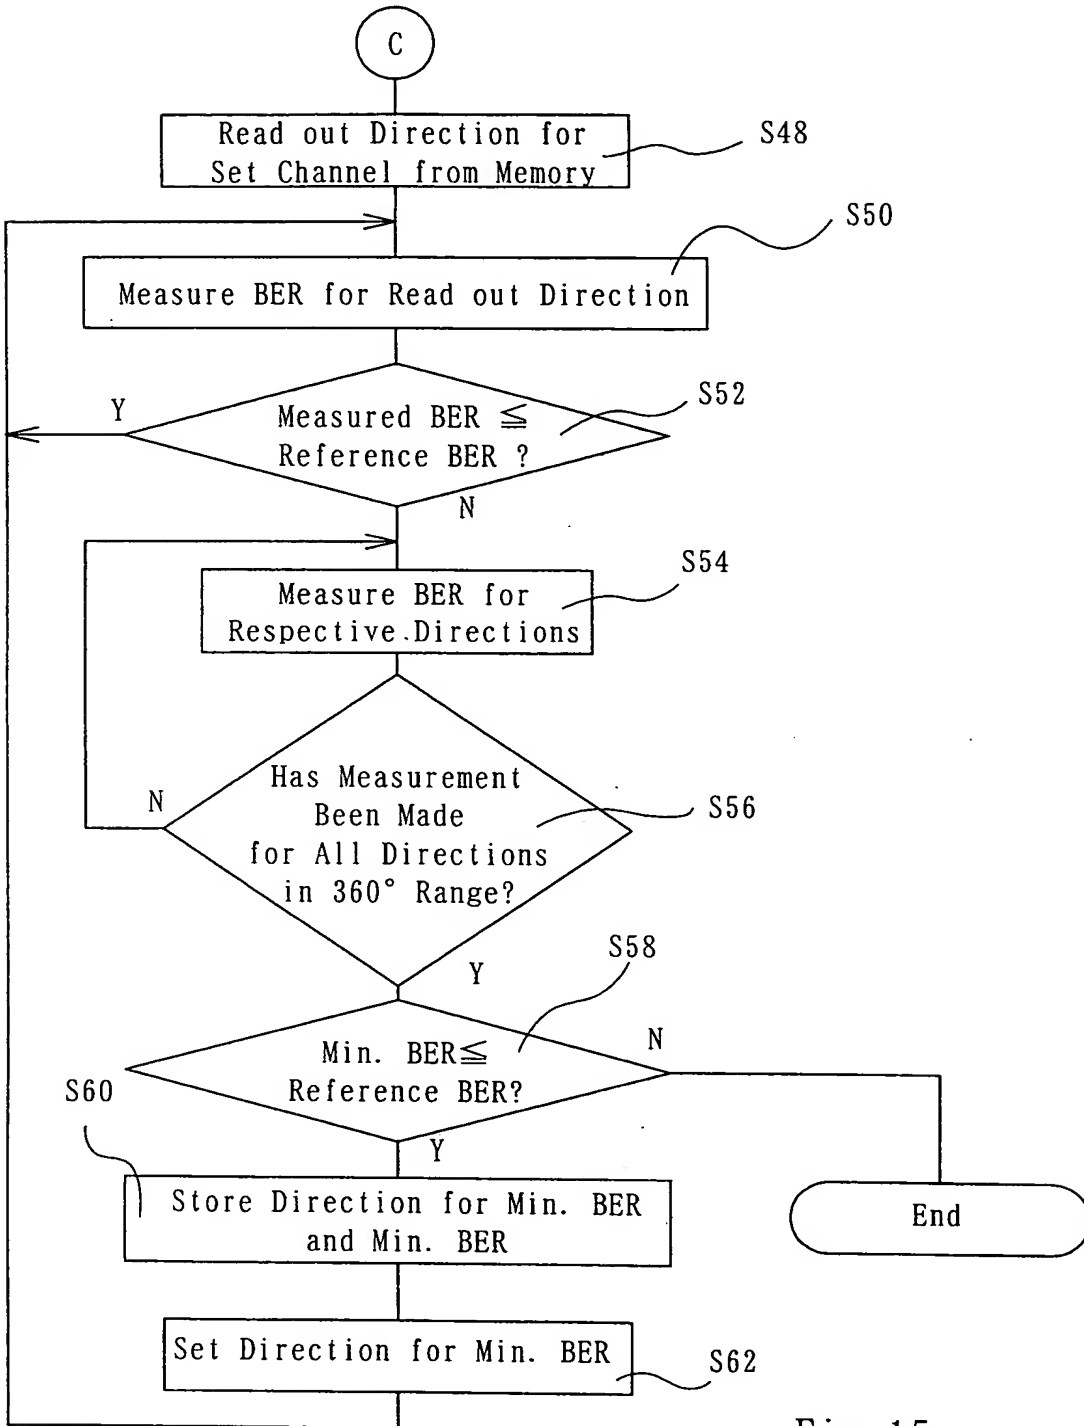 C
Read out Direction for
Set Channel from Memory
S48
S50
Measure BER for Read out Direction
Y
Measured BER ≦
Reference BER ?
S52
N
S54
Measure BER for
Respective Directions
N
Has Measurement
Been Made
for All Directions
in 360° Range?
S56
Y
S58
Min. BER≦
Reference BER?
N
S60
Y
Store Direction for Min. BER
and Min. BER
End
Set Direction for Min. BER
S62